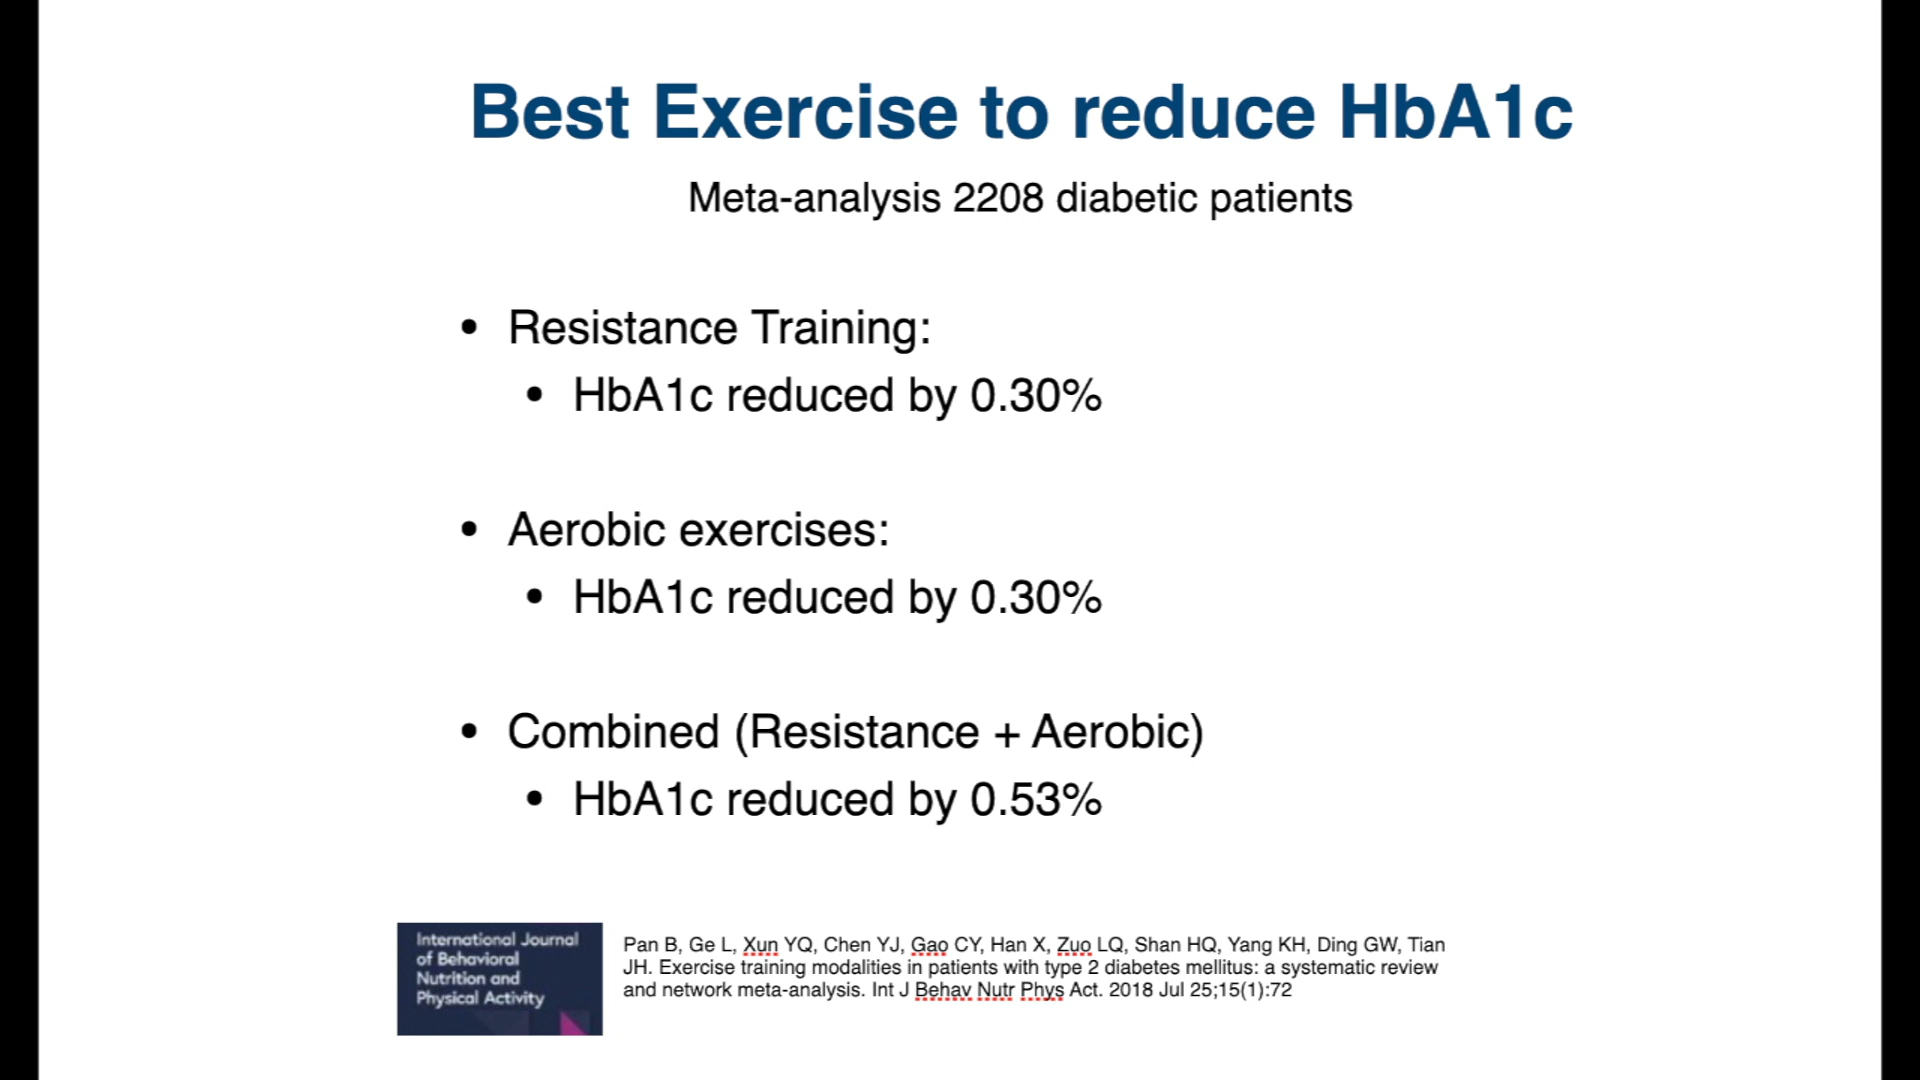 Best Exercise to reduce HbA1c
Meta-analysis 2208 diabetic patients
• Resistance Training:
• HbA1c reduced by 0.30%
• Aerobic exercises:
• HbA1c reduced by 0.30%
• Combined (Resistance + Aerobic)
• HbA1c reduced by 0.53%
International Journal
of Behavioral
Nutrition and
Physical Activity
Pan B, Ge L, Xun YQ, Chen YJ, Gao CY, Han X, Zuo LQ, Shan HQ, Yang KH, Ding GW, Tian
JH. Exercise training modalities in patients with type 2 diabetes mellitus: a systematic review
and network meta-analysis. Int J Behav Nutr Phys Act. 2018 Jul 25;15(1):72